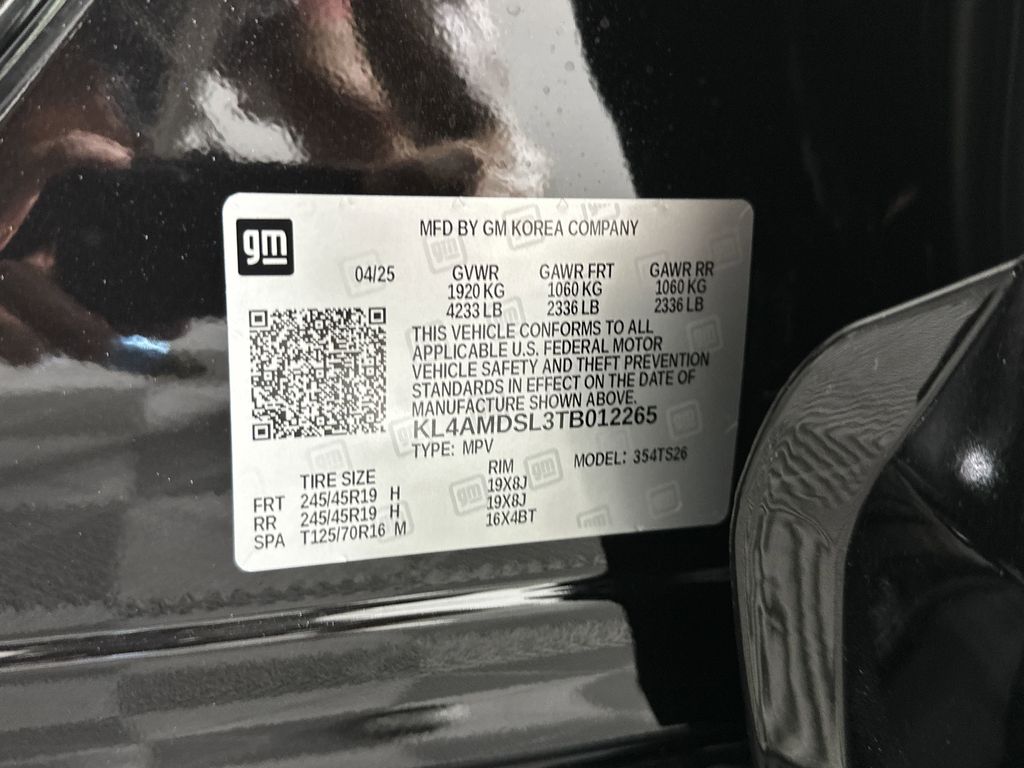 gm
MFD BY GM KOREA COMPANY
04/25 GVWR GAWR FRT GAWR RR
1920 KG 1060 KG 1060 KG
4233 LB 2336 LB 2336 LB
THIS VEHICLE CONFORMS TO ALL
APPLICABLE U.S. FEDERAL MOTOR
VEHICLE SAFETY AND THEFT PREVENTION
STANDARDS IN EFFECT ON THE DATE OF
MANUFACTURE SHOWN ABOVE.
KL4AMDSL3TB012265
TYPE: MPV MODEL: 354TS26
TIRE SIZE RIM
FRT 245/45R19 H 19X8J
RR 245/45R19 H 19X8J
SPA T125/70R16 M 16X4BT